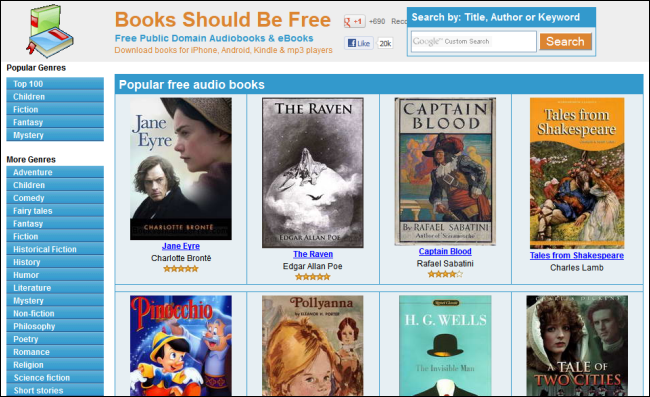 Books Should Be Free
Free Public Domain Audiobooks & eBooks
Download books for iPhone, Android, Kindle & mp3 players
+1 +690 Reco
Like 20k
Search by: Title, Author or Keyword
Google™ Custom Search
Search
Popular Genres
Top 100
Children
Fiction
Fantasy
Mystery
More Genres
Adventure
Children
Comedy
Fairy tales
Fantasy
Fiction
Historical Fiction
History
Humor
Literature
Mystery
Non-fiction
Philosophy
Poetry
Romance
Religion
Science fiction
Short stories
Popular free audio books
Jane
Eyre
CHARLOTTE BRONTË
Jane Eyre
Charlotte Brontë
THE RAVEN
EDGAR ALLAN POE
The Raven
Edgar Allan Poe
CAPTAIN
BLOOD
By RAFAEL SABATINI
Author of
Captain Blood
Rafael Sabatini
Tales from
Shakespeare
Tales from Shakespeare
Charles Lamb
Pinocchio
Pollyanna
by ELEANOR H. PORTER
H. G. WELLS
The Invisible Man
CHARLES DICKENS
A TALE OF
TWO CITIES